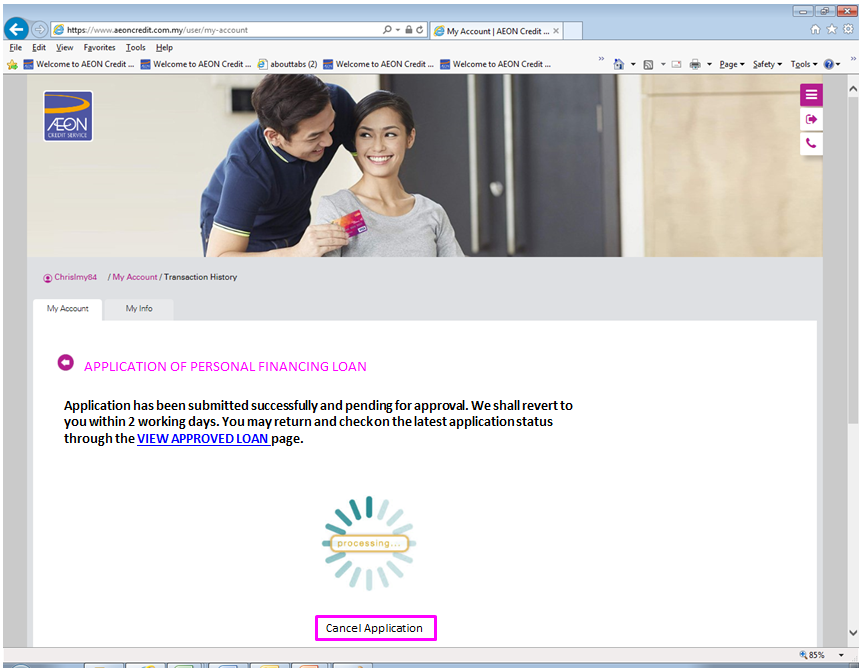 https://www.aeoncredit.com.my/user/my-account
My Account | AEON Credit ...
File Edit View Favorites Tools Help
Welcome to AEON Credit ... Welcome to AEON Credit ... abouttabs (2) Welcome to AEON Credit ... Welcome to AEON Credit ... Page Safety Tools
ÆON
CREDIT SERVICE
Chrislmy84 / My Account / Transaction History
My Account My Info
APPLICATION OF PERSONAL FINANCING LOAN
Application has been submitted successfully and pending for approval. We shall revert to
you within 2 working days. You may return and check on the latest application status
through the VIEW APPROVED LOAN page.
processing...
Cancel Application
85%